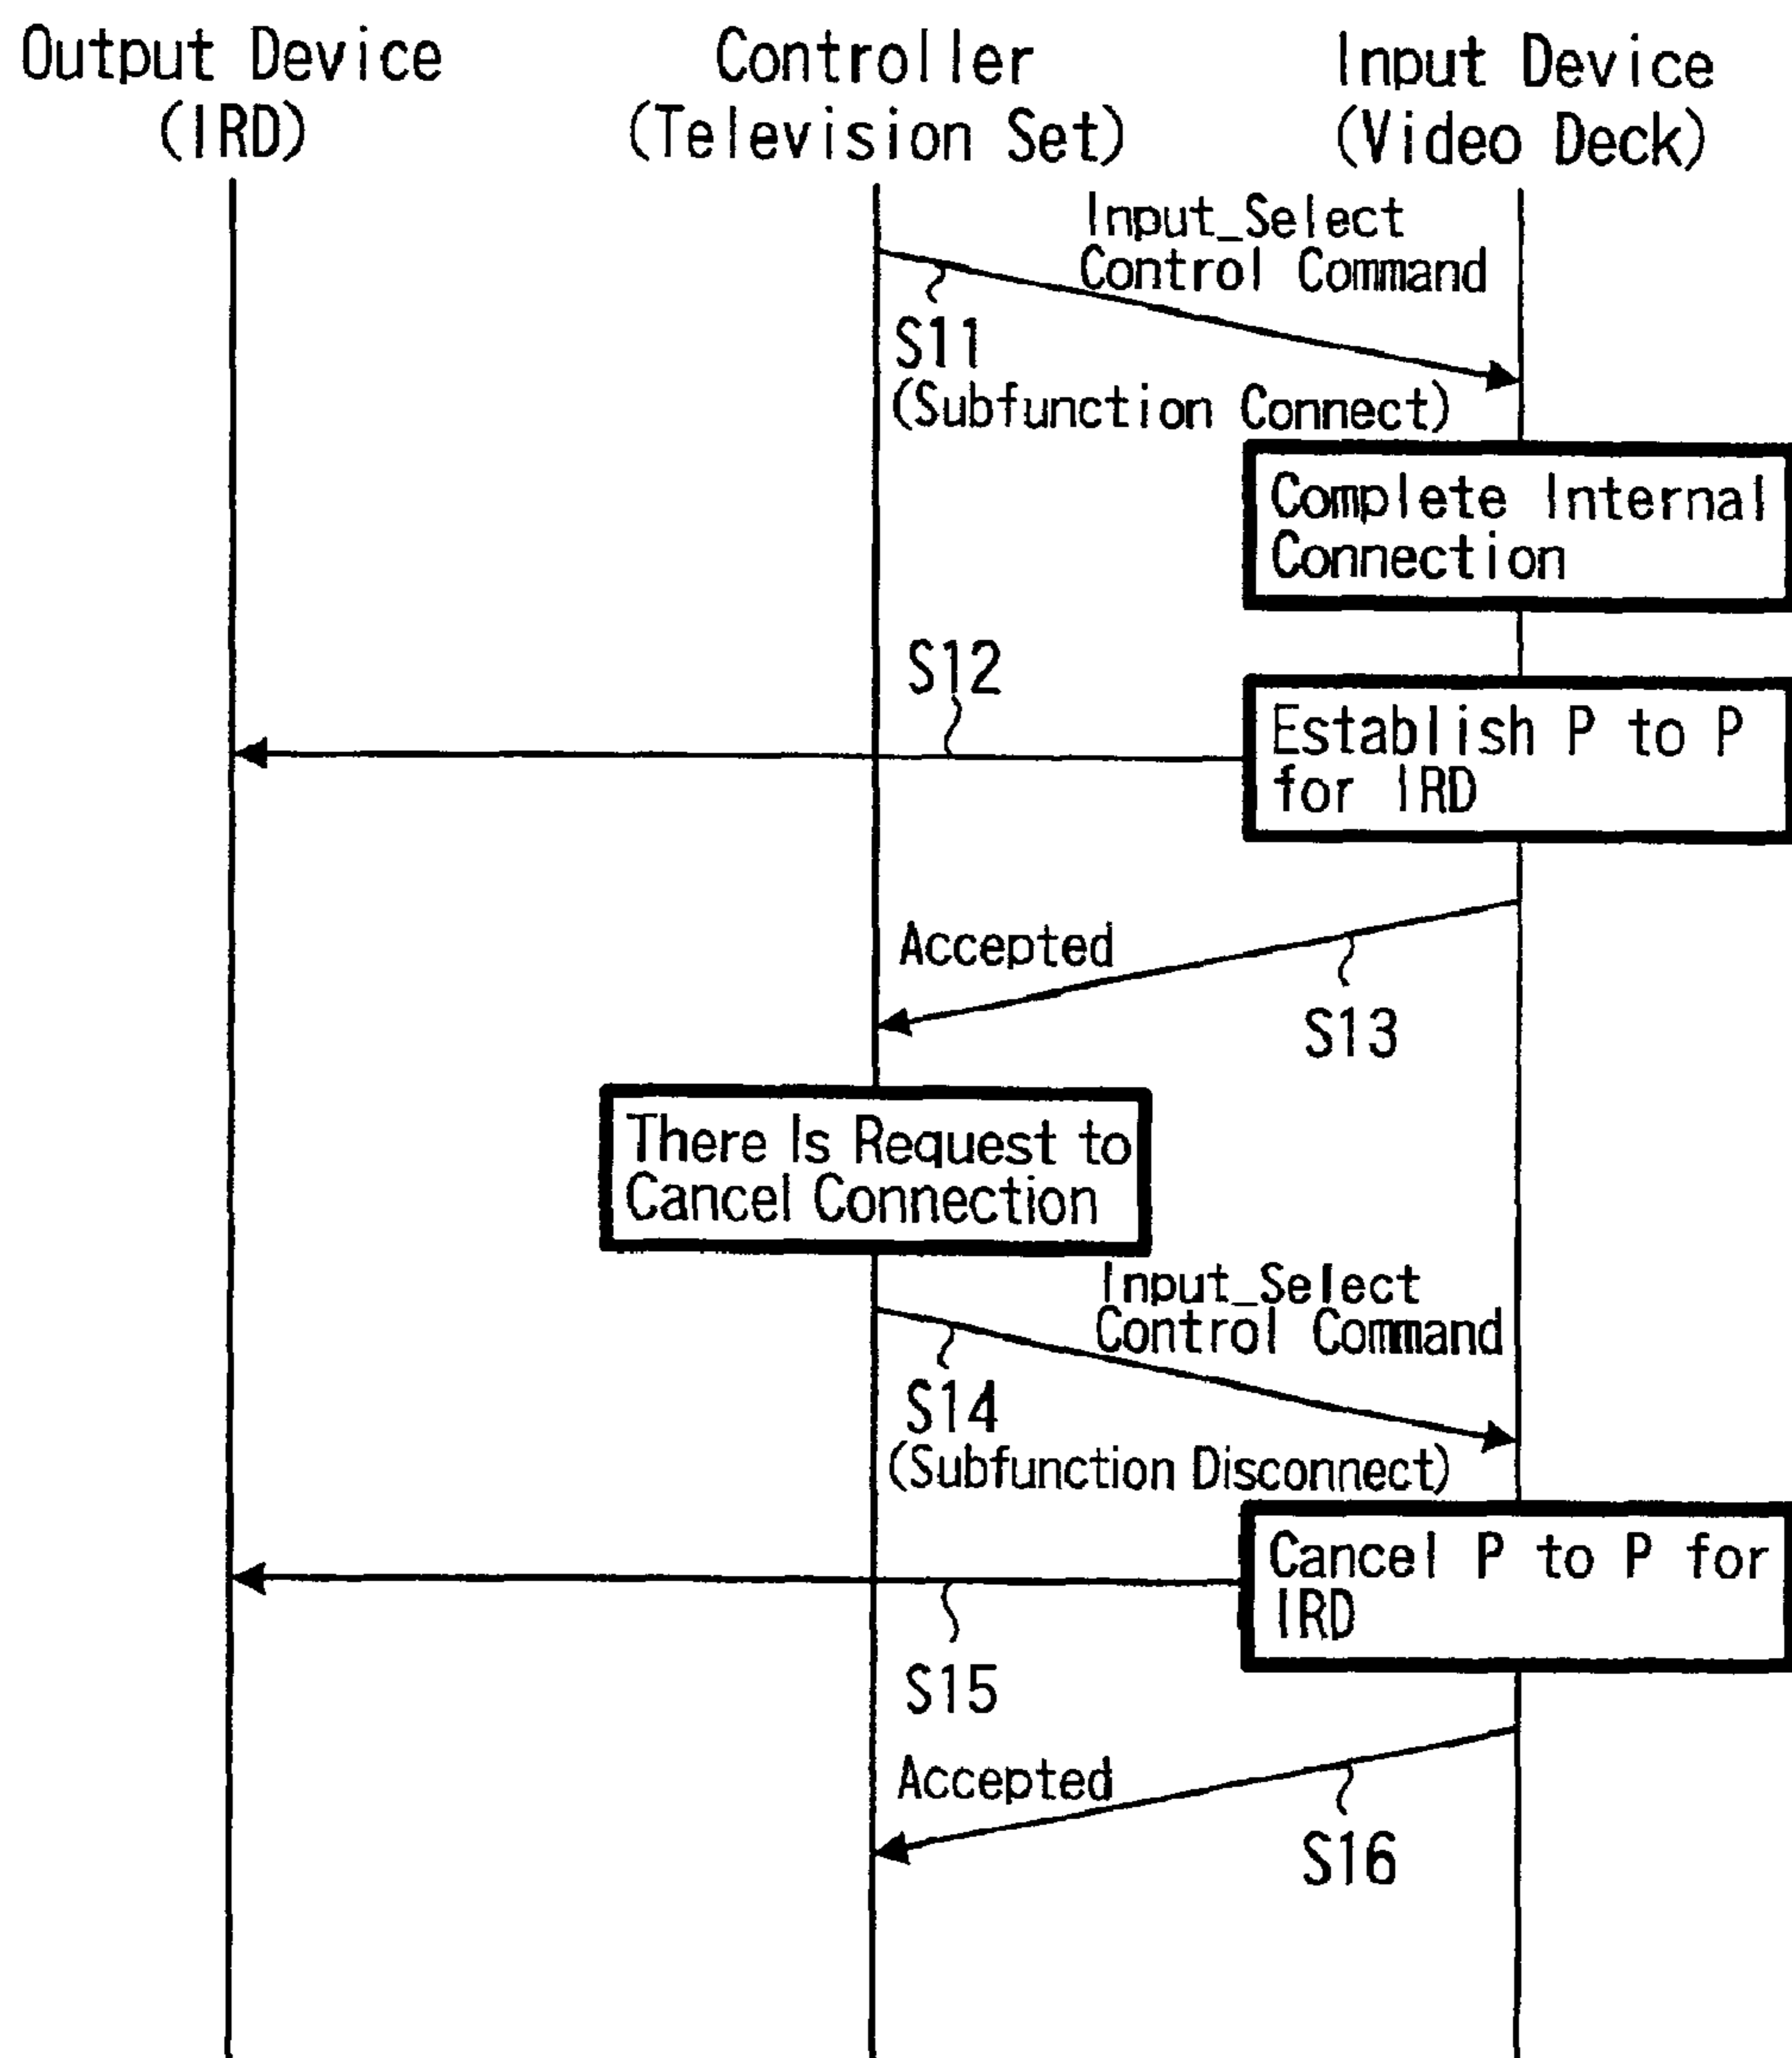 Output Device
(IRD)
Controller
(Television Set)
Input Device
(Video Deck)
Input_Select
Control Command
S11
(Subfunction Connect)
Complete Internal
Connection
S12
Establish P to P
for IRD
Accepted
S13
There Is Request to
Cancel Connection
Input_Select
Control Command
S14
(Subfunction Disconnect)
Cancel P to P for
IRD
S15
Accepted
S16